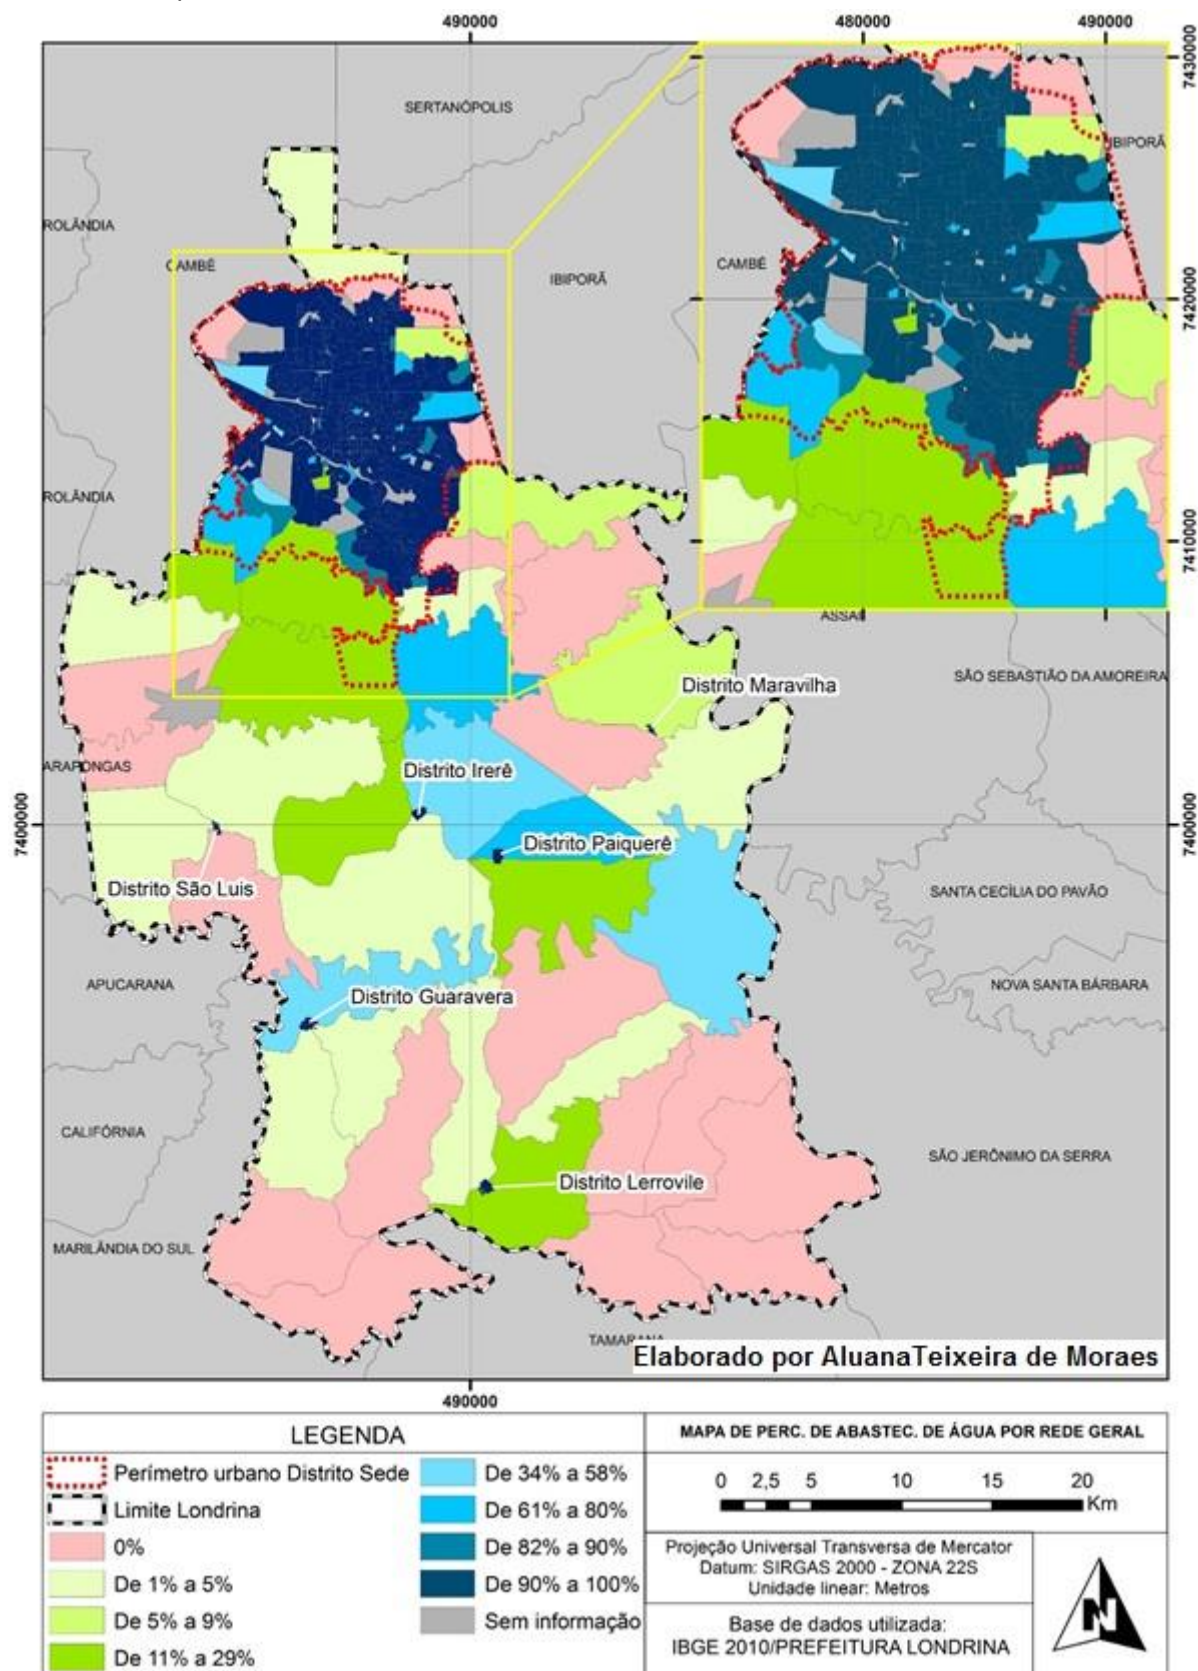 490000
480000
490000
7430000
SERTANÓPOLIS
IBIPORÃ
ROLÂNDIA
CAMBÉ
IBIPORÃ
CAMBÉ
7420000
ROLÂNDIA
7410000
ASSAÍ
SÃO SEBASTIÃO DA AMOREIRA
Distrito Maravilha
ARAPONGAS
Distrito Irerê
7400000
7400000
Distrito Paiquerê
Distrito São Luis
SANTA CECÍLIA DO PAVÃO
APUCARANA
NOVA SANTA BÁRBARA
Distrito Guaravera
CALIFÓRNIA
SÃO JERÔNIMO DA SERRA
Distrito Lerrovile
MARILÂNDIA DO SUL
TAMARANA
Elaborado por AluanaTeixeira de Moraes
490000
LEGENDA
Perímetro urbano Distrito Sede
Limite Londrina
0%
De 1% a 5%
De 5% a 9%
De 11% a 29%
De 34% a 58%
De 61% a 80%
De 82% a 90%
De 90% a 100%
Sem informação
MAPA DE PERC. DE ABASTEC. DE ÁGUA POR REDE GERAL
0 2,5 5 10 15 20
Km
Projeção Universal Transversa de Mercator
Datum: SIRGAS 2000 - ZONA 22S
Unidade linear: Metros
Base de dados utilizada:
IBGE 2010/PREFEITURA LONDRINA
N